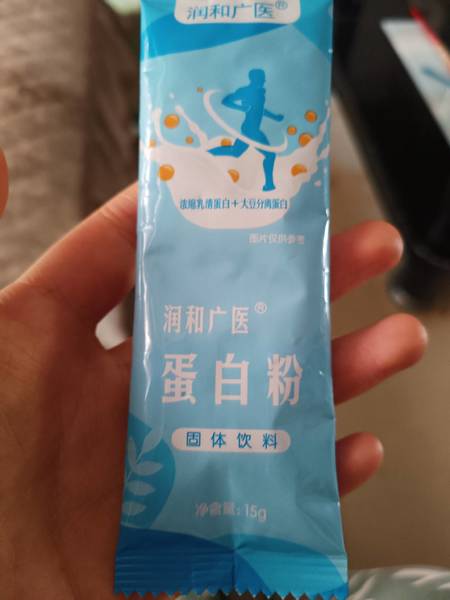 润和广医®
浓缩乳清蛋白+大豆分离蛋白
图片仅供参考
润和广医®
蛋白粉
固体饮料
净含量:15g